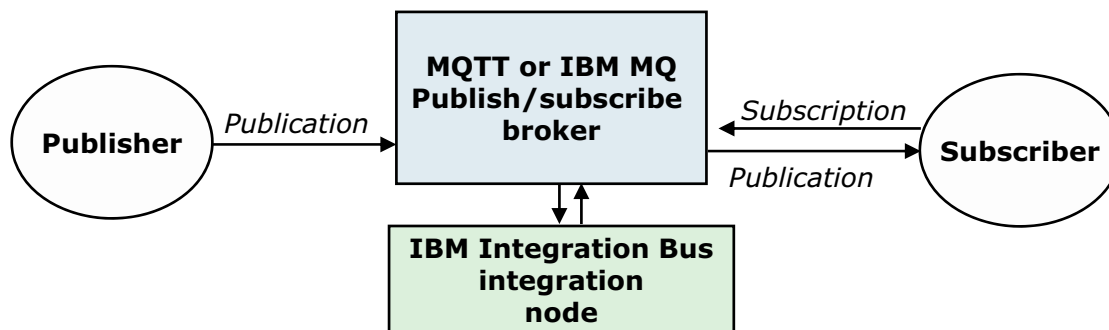 MQTT or IBM MQ
Publish/subscribe
broker
Publisher
Publication
Subscription
Publication
Subscriber
IBM Integration Bus
integration
node